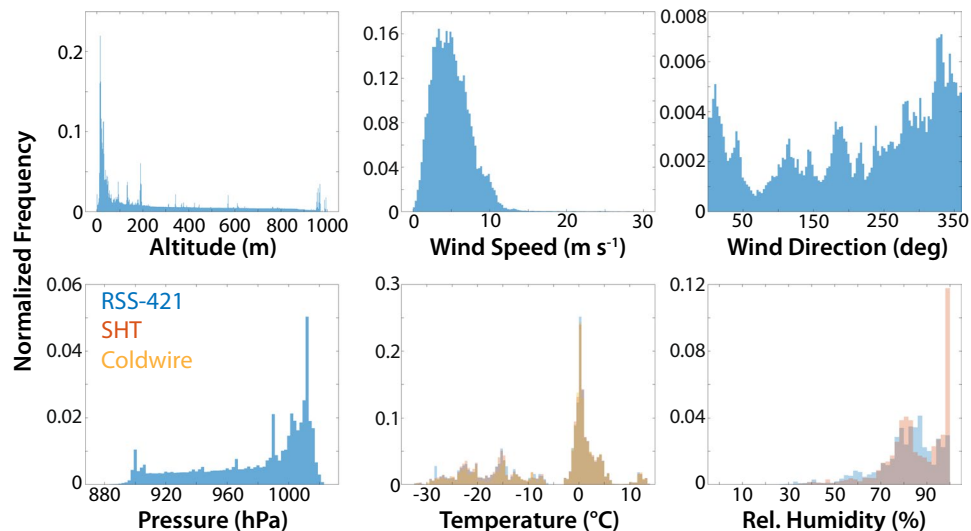 Normalized Frequency
0.2
0.1
0
0 200 400 600 800 1000
Altitude (m)
0.16
0.12
0.08
0.04
0
0 10 20 30
Wind Speed (m s-1)
0.008
0.006
0.004
0.002
0
50 150 250 350
Wind Direction (deg)
0.06
0.04
0.02
0
RSS-421
SHT
Coldwire
880 920 960 1000
Pressure (hPa)
0.3
0.2
0.1
0
-30 -20 -10 0 10
Temperature (°C)
0.12
0.08
0.04
0
10 30 50 70 90
Rel. Humidity (%)